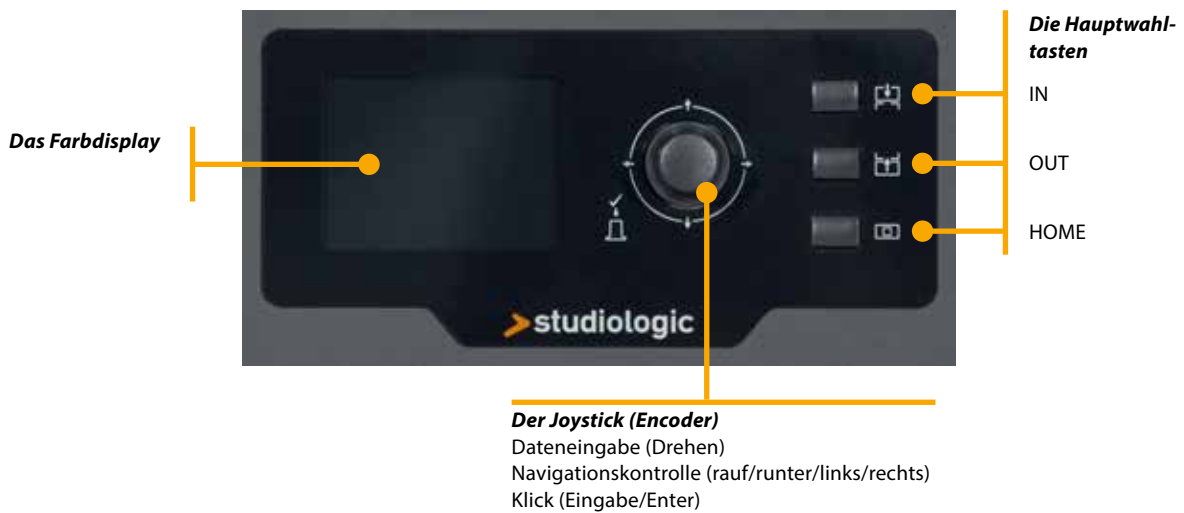 Die Hauptwahl-
tasten
IN
OUT
HOME
Das Farbdisplay
studiologic
Der Joystick (Encoder)
Dateneingabe (Drehen)
Navigationskontrolle (rauf/runter/links/rechts)
Klick (Eingabe/Enter)